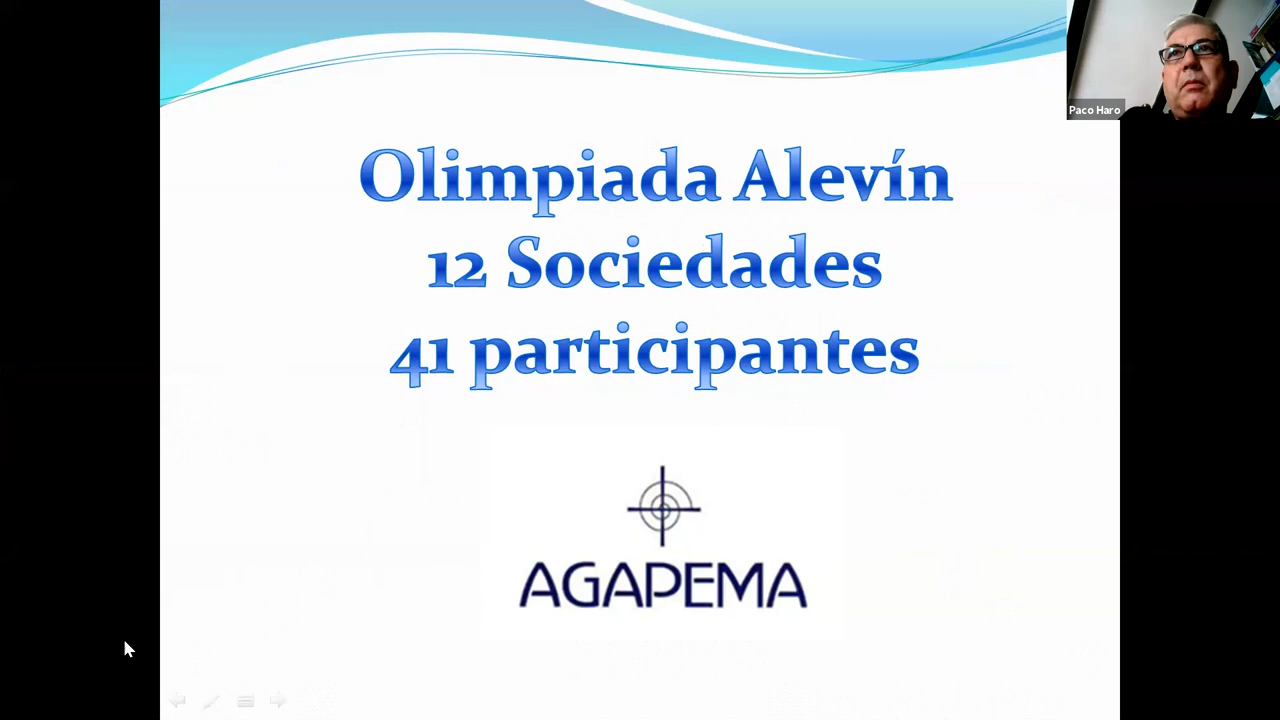 Paco Haro
Olimpiada Alevín
12 Sociedades
41 participantes
AGAPEMA